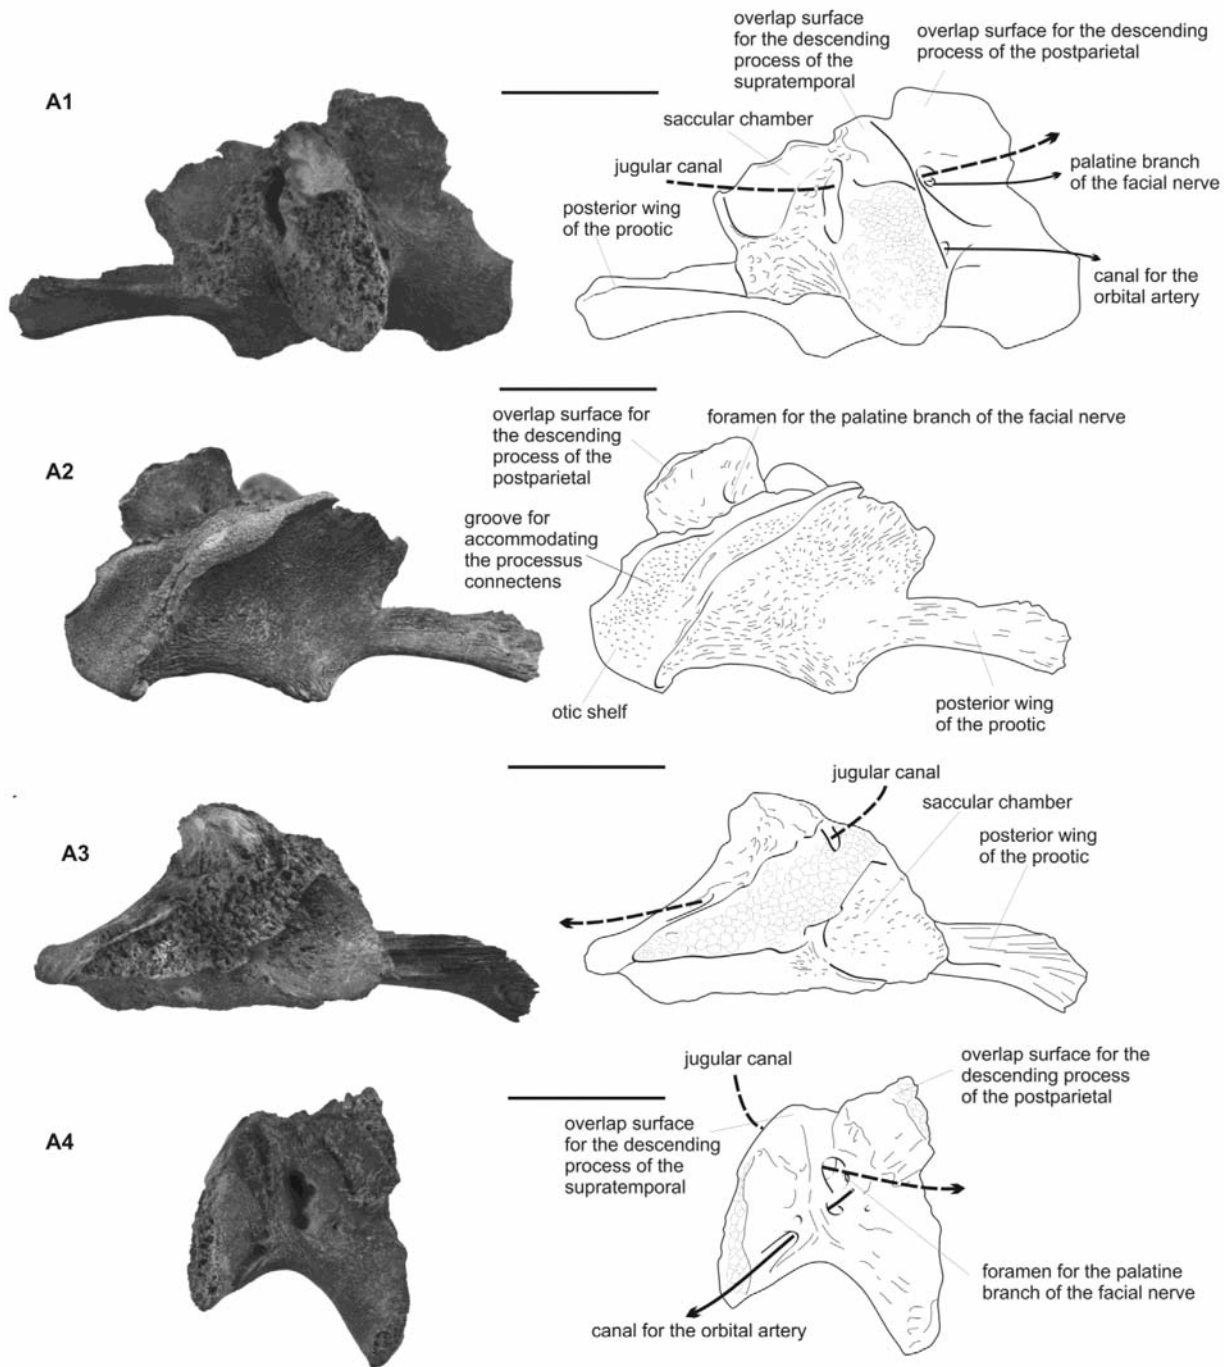 A1
overlap surface
for the descending
process of the
supratemporal
overlap surface for the descending
process of the postparietal
saccular chamber
jugular canal
palatine branch
of the facial nerve
posterior wing
of the prootic
canal for the
orbital artery
A2
overlap surface for
the descending
process of the
postparietal
foramen for the palatine branch of the facial nerve
groove for
accommodating
the processus
connectens
otic shelf
posterior wing
of the prootic
A3
jugular canal
saccular chamber
posterior wing
of the prootic
A4
jugular canal
overlap surface for the
descending process
of the postparietal
overlap surface
for the descending
process of the
supratemporal
foramen for the palatine
branch of the facial nerve
canal for the orbital artery